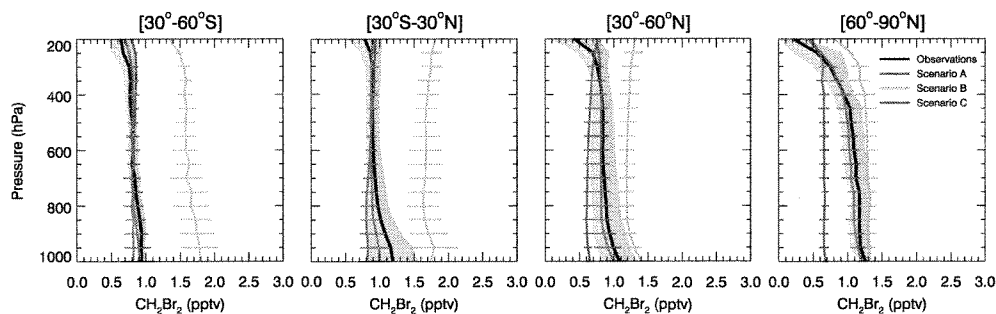 [30°-60°S]
[30°S-30°N]
[30°-60°N]
[60°-90°N]
Pressure (hPa)
200
400
600
800
1000
Observations
Scenario A
Scenario B
Scenario C
0.0 0.5 1.0 1.5 2.0 2.5 3.0
0.0 0.5 1.0 1.5 2.0 2.5 3.0
0.0 0.5 1.0 1.5 2.0 2.5 3.0
0.0 0.5 1.0 1.5 2.0 2.5 3.0
CH₂Br₂ (pptv)
CH₂Br₂ (pptv)
CH₂Br₂ (pptv)
CH₂Br₂ (pptv)